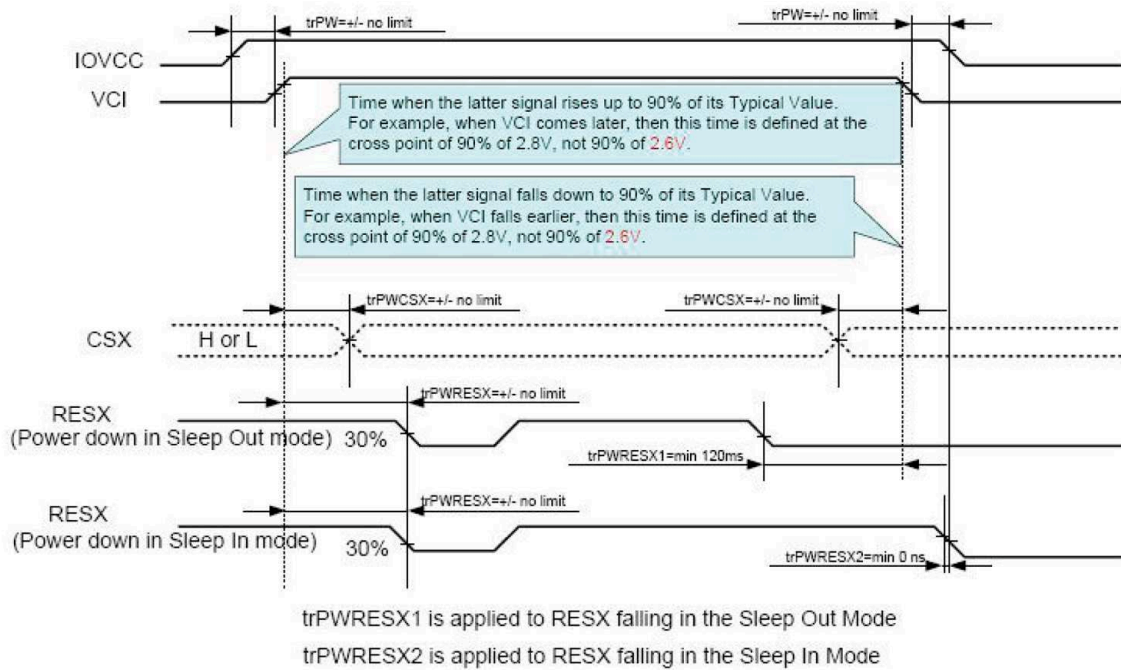 trPW=+/- no limit
trPW=+/- no limit
IOVCC
VCI
Time when the latter signal rises up to 90% of its Typical Value.
For example, when VCI comes later, then this time is defined at the
cross point of 90% of 2.8V, not 90% of 2.6V.
Time when the latter signal falls down to 90% of its Typical Value.
For example, when VCI falls earlier, then this time is defined at the
cross point of 90% of 2.8V, not 90% of 2.6V.
trPWCSX=+/- no limit
trPWCSX=+/- no limit
CSX
H or L
trPWRESX=+/- no limit
RESX
(Power down in Sleep Out mode)
30%
trPWRESX1=min 120ms
trPWRESX=+/- no limit
RESX
(Power down in Sleep In mode)
30%
trPWRESX2=min 0 ns
trPWRESX1 is applied to RESX falling in the Sleep Out Mode
trPWRESX2 is applied to RESX falling in the Sleep In Mode